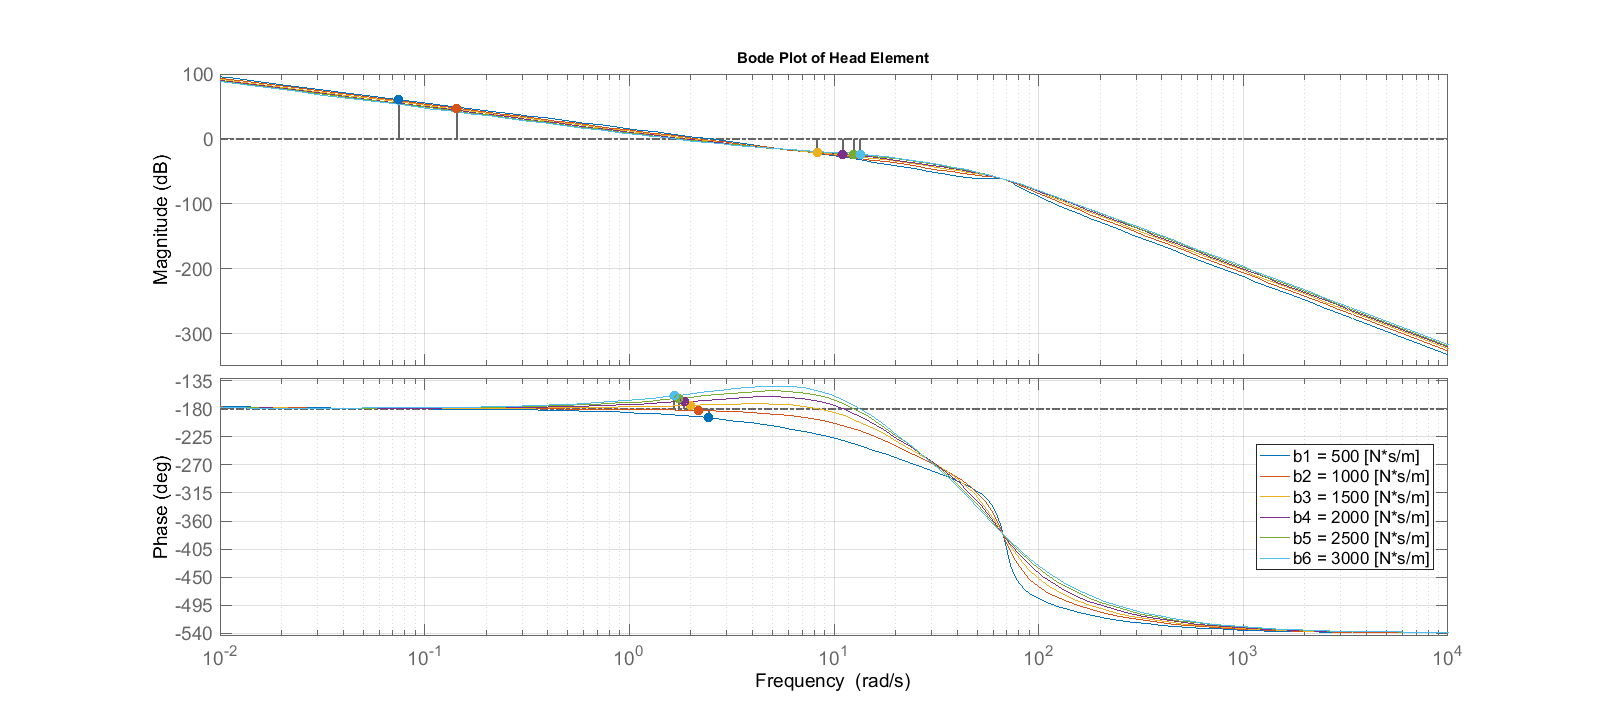 Bode Plot of Head Element
100
0
-100
-200
-300
Magnitude (dB)
-135
-180
-225
-270
-315
-360
-405
-450
-495
-540
Phase (deg)
b1 = 500 [N*s/m]
b2 = 1000 [N*s/m]
b3 = 1500 [N*s/m]
b4 = 2000 [N*s/m]
b5 = 2500 [N*s/m]
b6 = 3000 [N*s/m]
10^-2 10^-1 10^0 10^1 10^2 10^3 10^4
Frequency (rad/s)